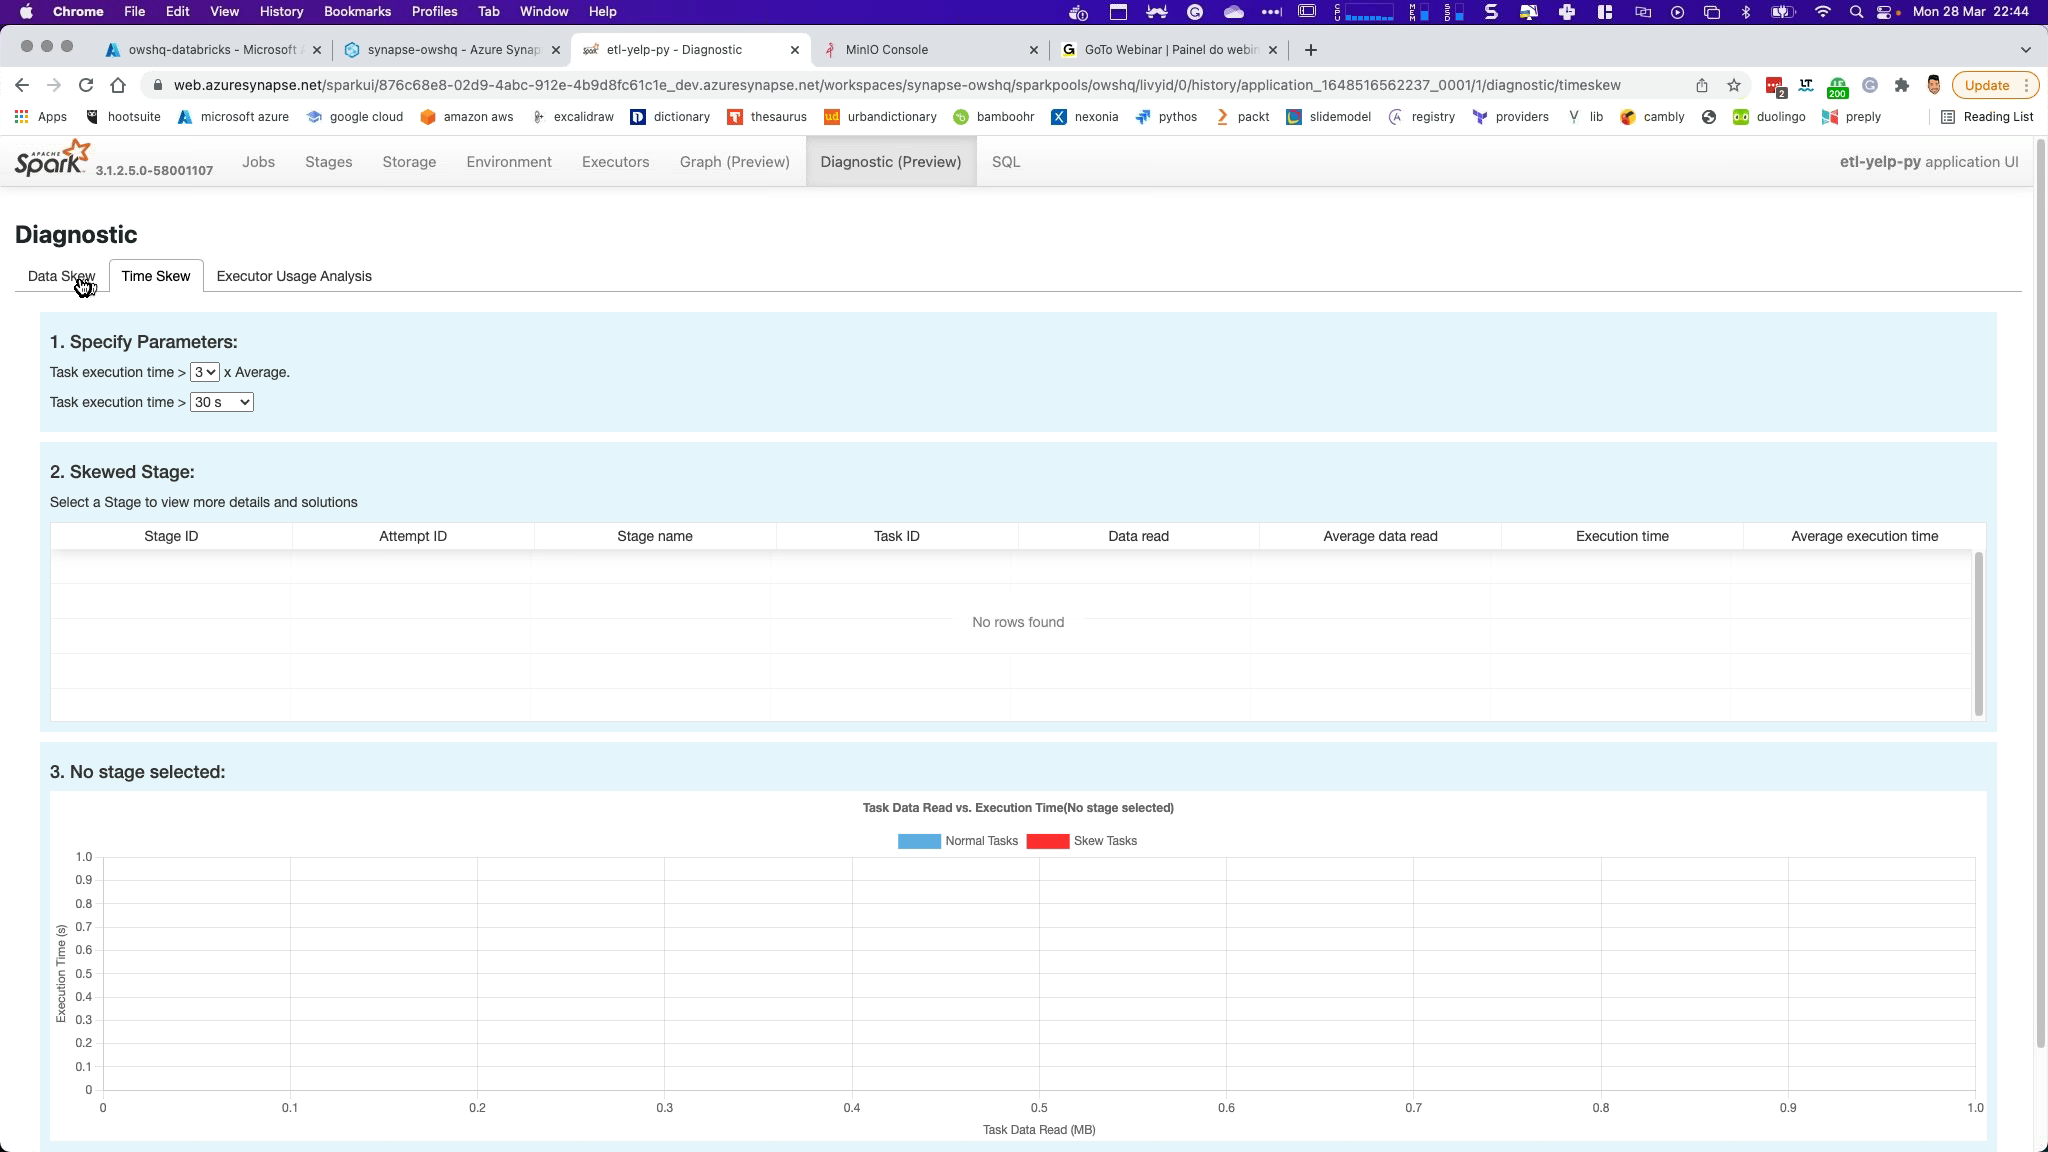 Chrome File Edit View History Bookmarks Profiles Tab Window Help Mon 28 Mar 22:44
owshq-databricks - Microsoft synapse-owshq - Azure Synap etl-yelp-py - Diagnostic MinIO Console GoTo Webinar | Painel do webin
web.azuresynapse.net/sparkui/876c68e8-02d9-4abc-912e-4b9d8fc61c1e_dev.azuresynapse.net/workspaces/synapse-owshq/sparkpools/owshq/livyid/0/history/application_1648516562237_0001/1/diagnostic/timeskew 2 LT 200 Update
Apps hootsuite microsoft azure google cloud amazon aws excalidraw dictionary thesaurus urbandictionary bamboohr nexonia pythos packt slidemodel registry providers lib cambly duolingo preply Reading List
APACHE Spark 3.1.2.5.0-58001107 Jobs Stages Storage Environment Executors Graph (Preview) Diagnostic (Preview) SQL etl-yelp-py application UI
Diagnostic
Data Skew Time Skew Executor Usage Analysis
1. Specify Parameters:
Task execution time > 3 x Average.
Task execution time > 30 s
2. Skewed Stage:
Select a Stage to view more details and solutions
Stage ID Attempt ID Stage name Task ID Data read Average data read Execution time Average execution time
No rows found
3. No stage selected:
Task Data Read vs. Execution Time(No stage selected)
Normal Tasks Skew Tasks
1.0
0.9
0.8
0.7
0.6
0.5
0.4
0.3
0.2
0.1
0
Execution Time (s)
0 0.1 0.2 0.3 0.4 0.5 0.6 0.7 0.8 0.9 1.0
Task Data Read (MB)